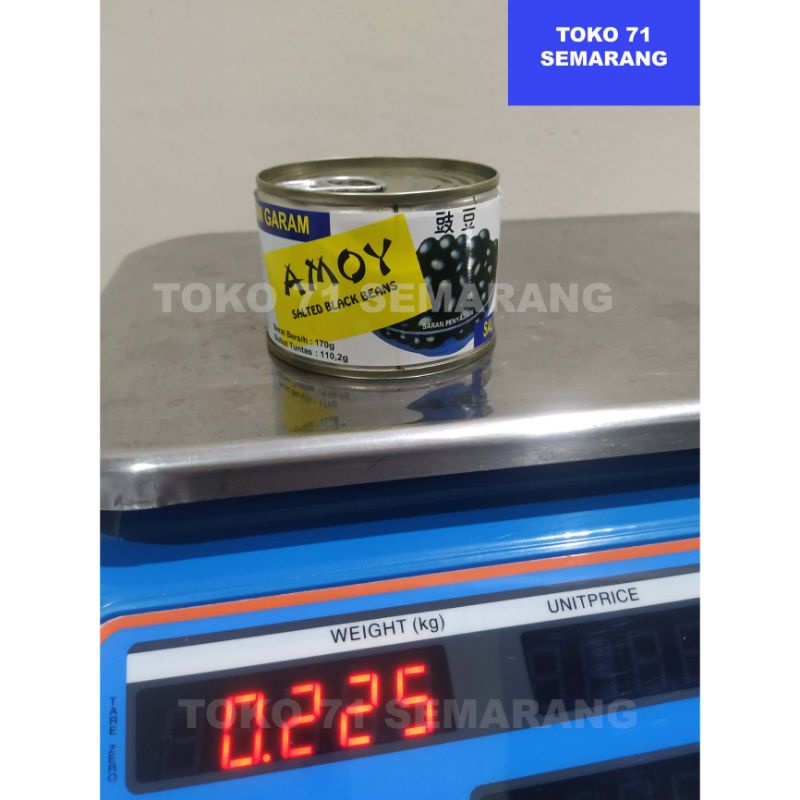 TOKO 71
SEMARANG
GARAM
豉 豆
AMOY
SALTED BLACK BEANS
SARAN PENYAJIAN
Berat Bersih : 170g
Bobot Tuntas : 110,2g
TOKO 71 SEMARANG
WEIGHT (kg)
UNITPRICE
0.225
TOKO 71 SEMARANG
TARE ZERO